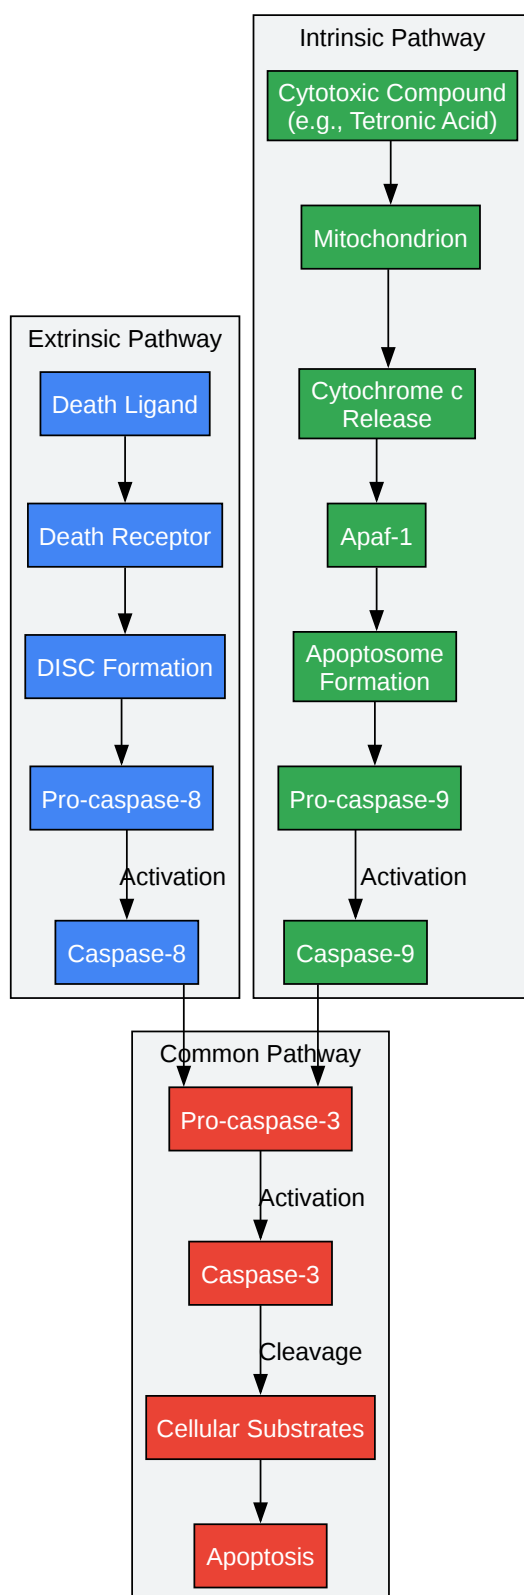 Intrinsic Pathway
Cytotoxic Compound
(e.g., Tetronic Acid)
Mitochondrion
Cytochrome c
Release
Apaf-1
Apoptosome
Formation
Pro-caspase-9
Activation
Caspase-9
Extrinsic Pathway
Death Ligand
Death Receptor
DISC Formation
Pro-caspase-8
Activation
Caspase-8
Common Pathway
Pro-caspase-3
Activation
Caspase-3
Cleavage
Cellular Substrates
Apoptosis